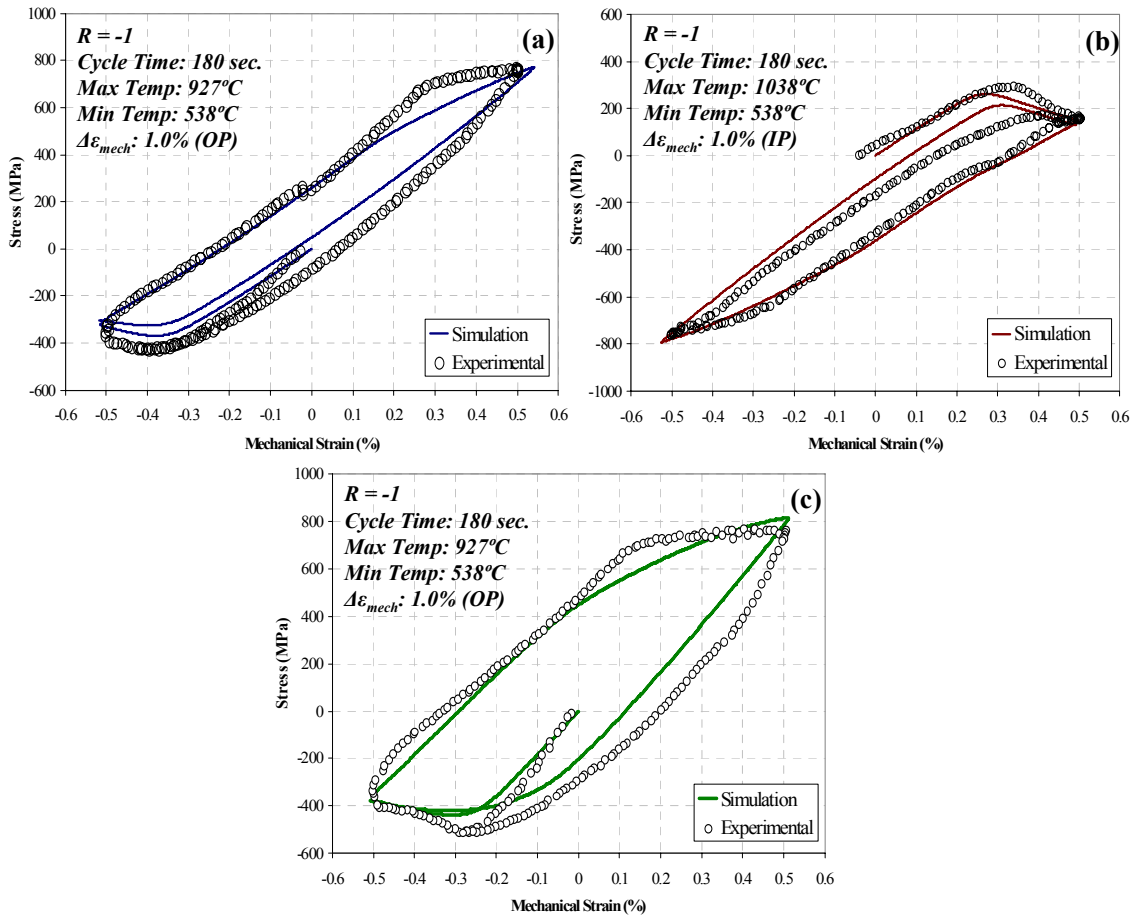 R = -1
Cycle Time: 180 sec.
Max Temp: 927ºC
Min Temp: 538ºC
Δε_mech: 1.0% (OP)
(a)
1000
800
600
400
200
0
-200
-400
-600
Stress (MPa)
-0.6 -0.5 -0.4 -0.3 -0.2 -0.1 0 0.1 0.2 0.3 0.4 0.5 0.6
Mechanical Strain (%)
Simulation
Experimental
R = -1
Cycle Time: 180 sec.
Max Temp: 1038ºC
Min Temp: 538ºC
Δε_mech: 1.0% (IP)
(b)
600
400
200
0
-200
-400
-600
-800
-1000
Stress (MPa)
-0.6 -0.5 -0.4 -0.3 -0.2 -0.1 0 0.1 0.2 0.3 0.4 0.5 0.6
Mechanical Strain (%)
Simulation
Experimental
R = -1
Cycle Time: 180 sec.
Max Temp: 927ºC
Min Temp: 538ºC
Δε_mech: 1.0% (OP)
(c)
1000
800
600
400
200
0
-200
-400
-600
Stress (MPa)
-0.6 -0.5 -0.4 -0.3 -0.2 -0.1 0 0.1 0.2 0.3 0.4 0.5 0.6
Mechanical Strain (%)
Simulation
Experimental